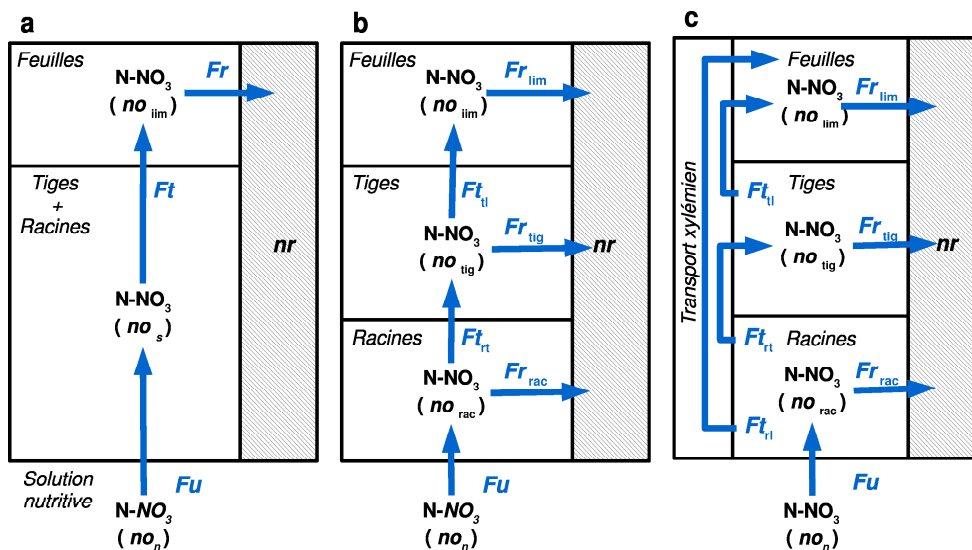 a
Feuilles
N-NO3
( no lim)
Fr
Ft
Tiges
+
Racines
nr
N-NO3
( no s )
Solution
nutritive
Fu
N-NO3
( non )
b
Feuilles
N-NO3
( no lim)
Fr lim
Ft tl
Tiges
N-NO3
( no tig )
Fr tig
nr
Ft rt
Racines
N-NO3
( no rac )
Fr rac
Fu
N-NO3
( non )
c
Transport xylémien
Feuilles
N-NO3
( no lim)
Fr lim
Ft tl
Tiges
N-NO3
( no tig )
Fr tig
nr
Ft rt
Racines
N-NO3
( no rac )
Fr rac
Ft rl
Fu
N-NO3
( non )